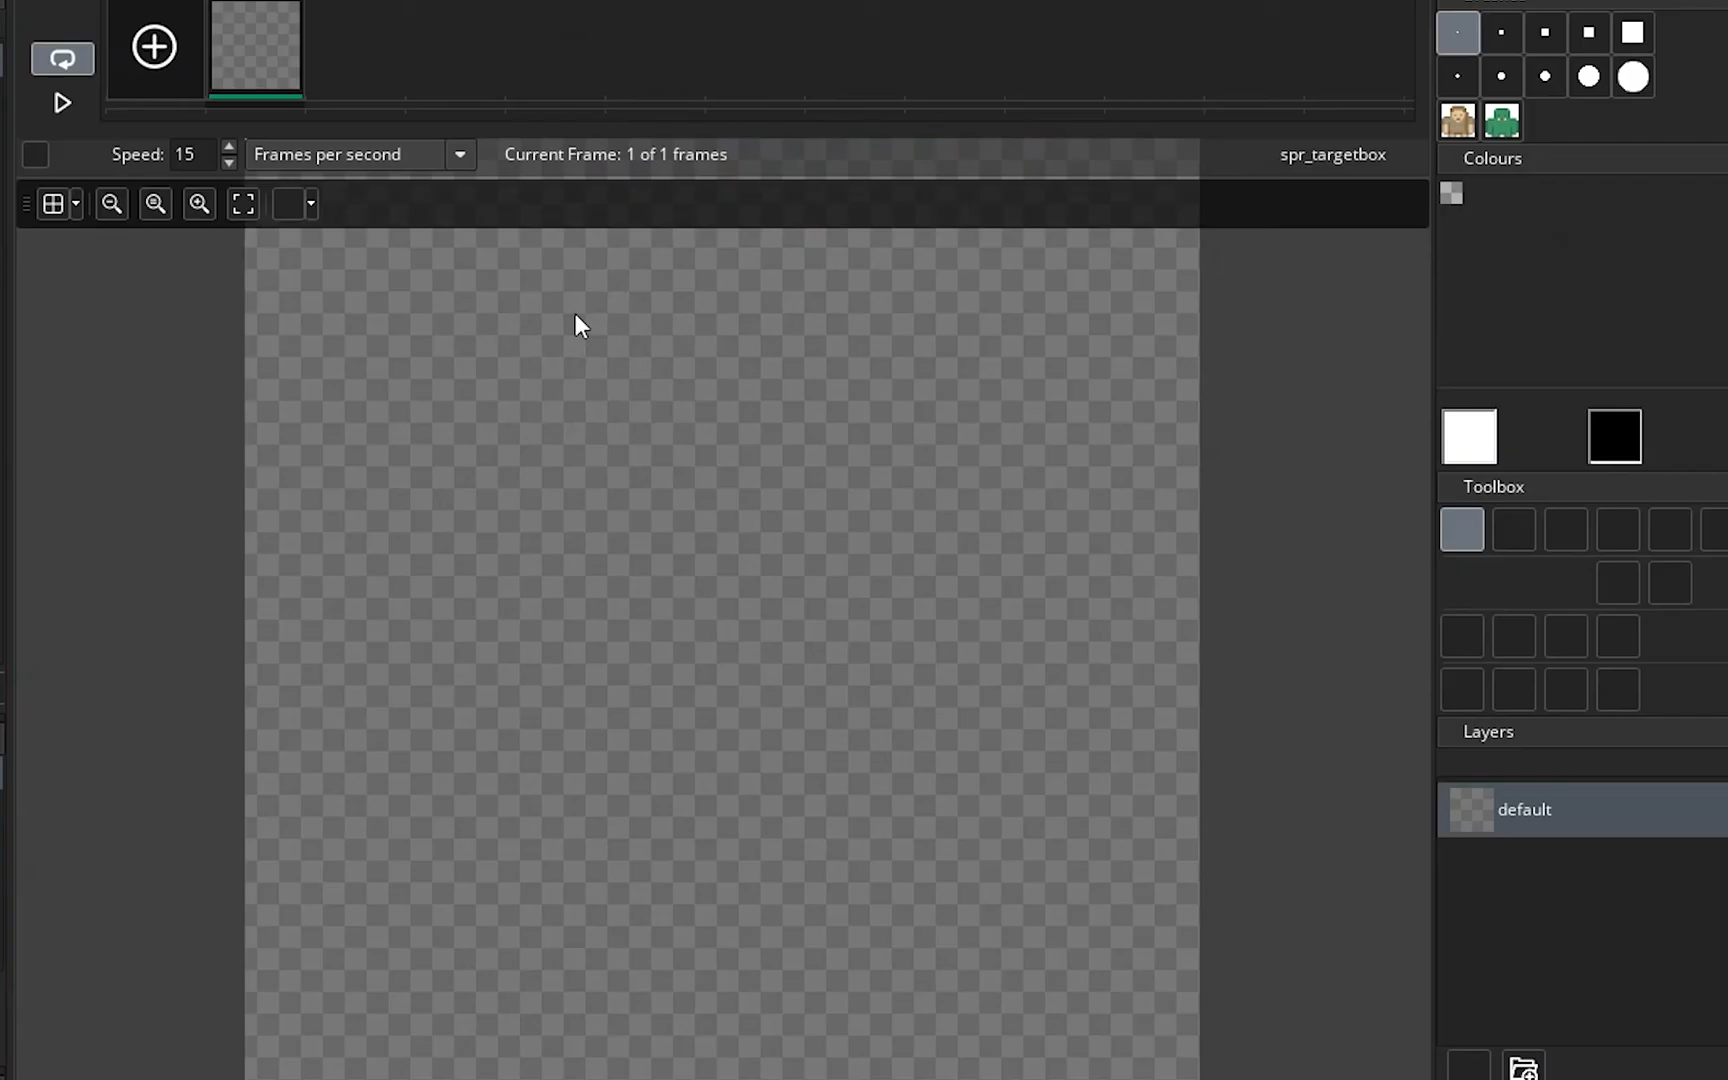 Speed: 15
Frames per second
Current Frame: 1 of 1 frames
spr_targetbox
Colours
Toolbox
Layers
default